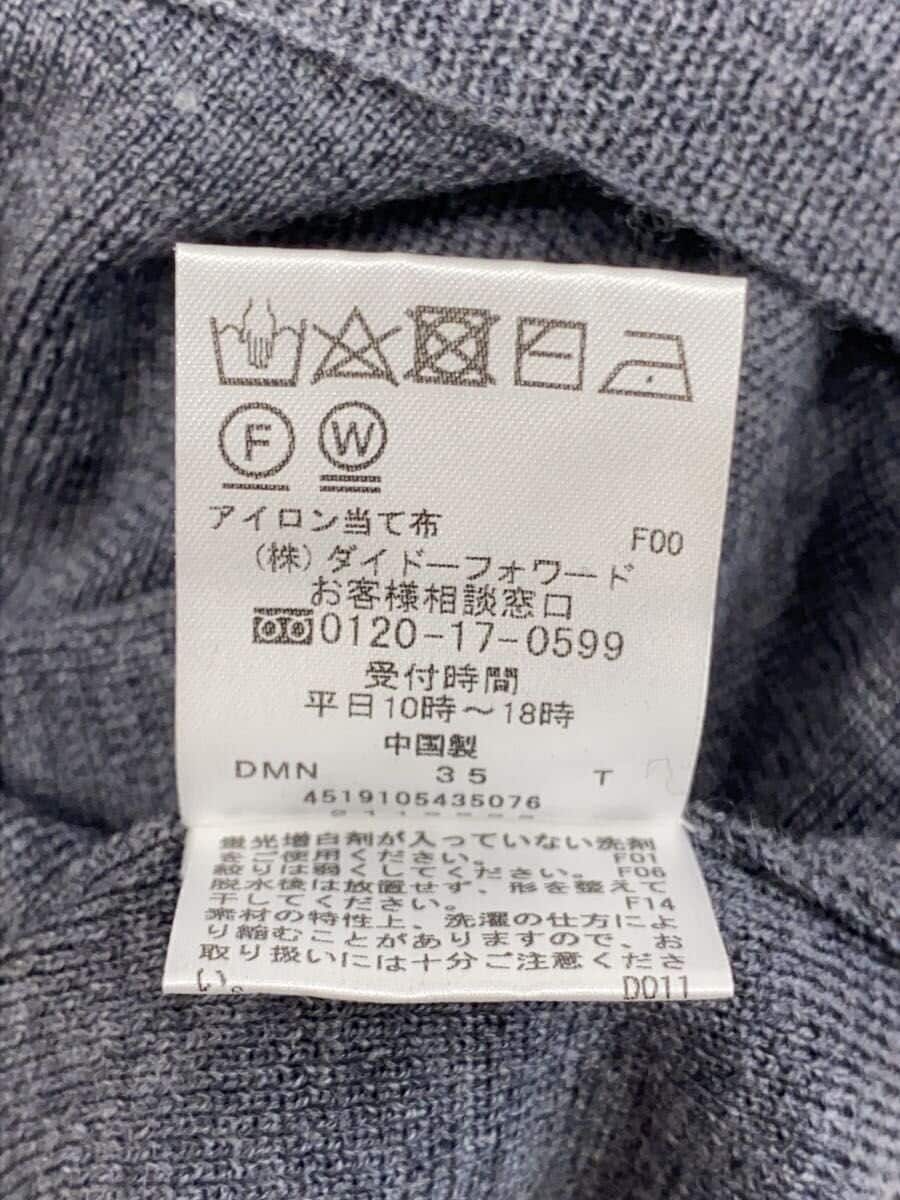 F W
アイロン当て布 F00
(株)ダイドーフォワード
お客様相談窓口
0120-17-0599
受付時間
平日10時～18時
中国製
DMN 35 T
4519105435076
蛍光増白剤が入っていない洗剤
をご使用ください。 F01
絞りは弱くしてください。 F06
脱水後は放置せず、形を整えて
干してください。 F14
素材の特性上、洗濯の仕方によ
り縮むことがありますので、お
取り扱いには十分ご注意くださ
い。 D011